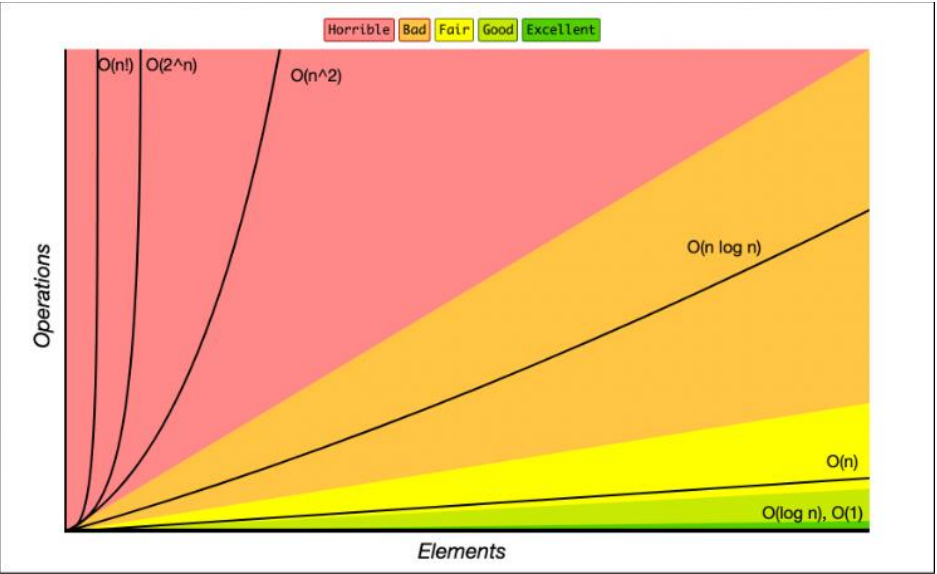 Horrible Bad Fair Good Excellent
O(n!) O(2^n)
O(n^2)
O(n log n)
Operations
O(n)
O(log n), O(1)
Elements